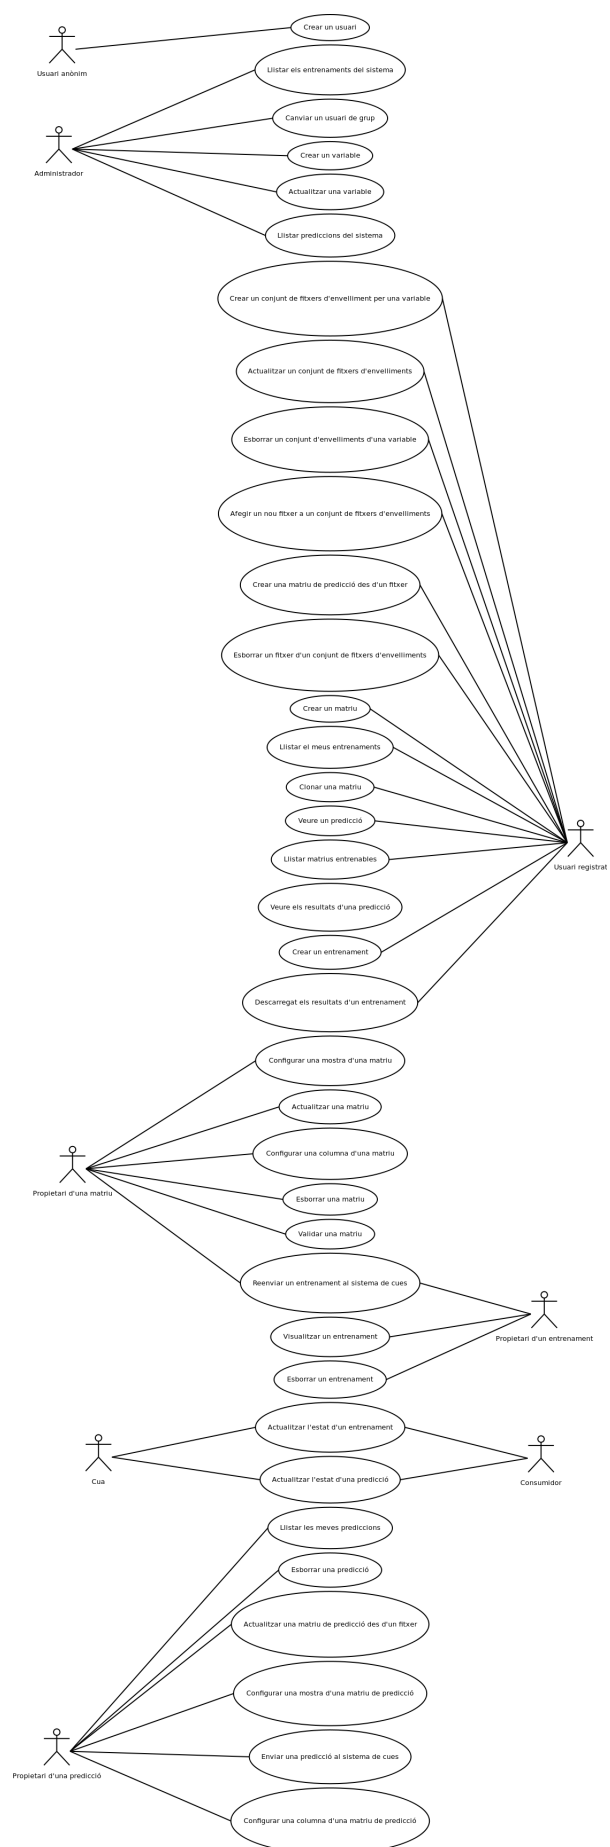 Crear un usuari
Usuari anònim
Llistar els entrenaments del sistema
Canviar un usuari de grup
Crear un variable
Administrador
Actualitzar una variable
Llistar prediccions del sistema
Crear un conjunt de fitxers d'envelliment per una variable
Actualitzar un conjunt de fitxers d'envelliments
Esborrar un conjunt d'envelliments d'una variable
Afegir un nou fitxer a un conjunt de fitxers d'envelliments
Crear una matriu de predicció des d'un fitxer
Esborrar un fitxer d'un conjunt de fitxers d'envelliments
Crear un matriu
Llistar el meus entrenaments
Clonar una matriu
Veure un predicció
Llistar matrius entrenables
Usuari registrat
Veure els resultats d'una predicció
Crear un entrenament
Descarregat els resultats d'un entrenament
Configurar una mostra d'una matriu
Actualitzar una matriu
Configurar una columna d'una matriu
Propietari d'una matriu
Esborrar una matriu
Validar una matriu
Reenviar un entrenament al sistema de cues
Visualitzar un entrenament
Propietari d'un entrenament
Esborrar un entrenament
Actualitzar l'estat d'un entrenament
Cua
Actualitzar l'estat d'una predicció
Consumidor
Llistar les meves prediccions
Esborrar una predicció
Actualitzar una matriu de predicció des d'un fitxer
Configurar una mostra d'una matriu de predicció
Enviar una predicció al sistema de cues
Propietari d'una predicció
Configurar una columna d'una matriu de predicció